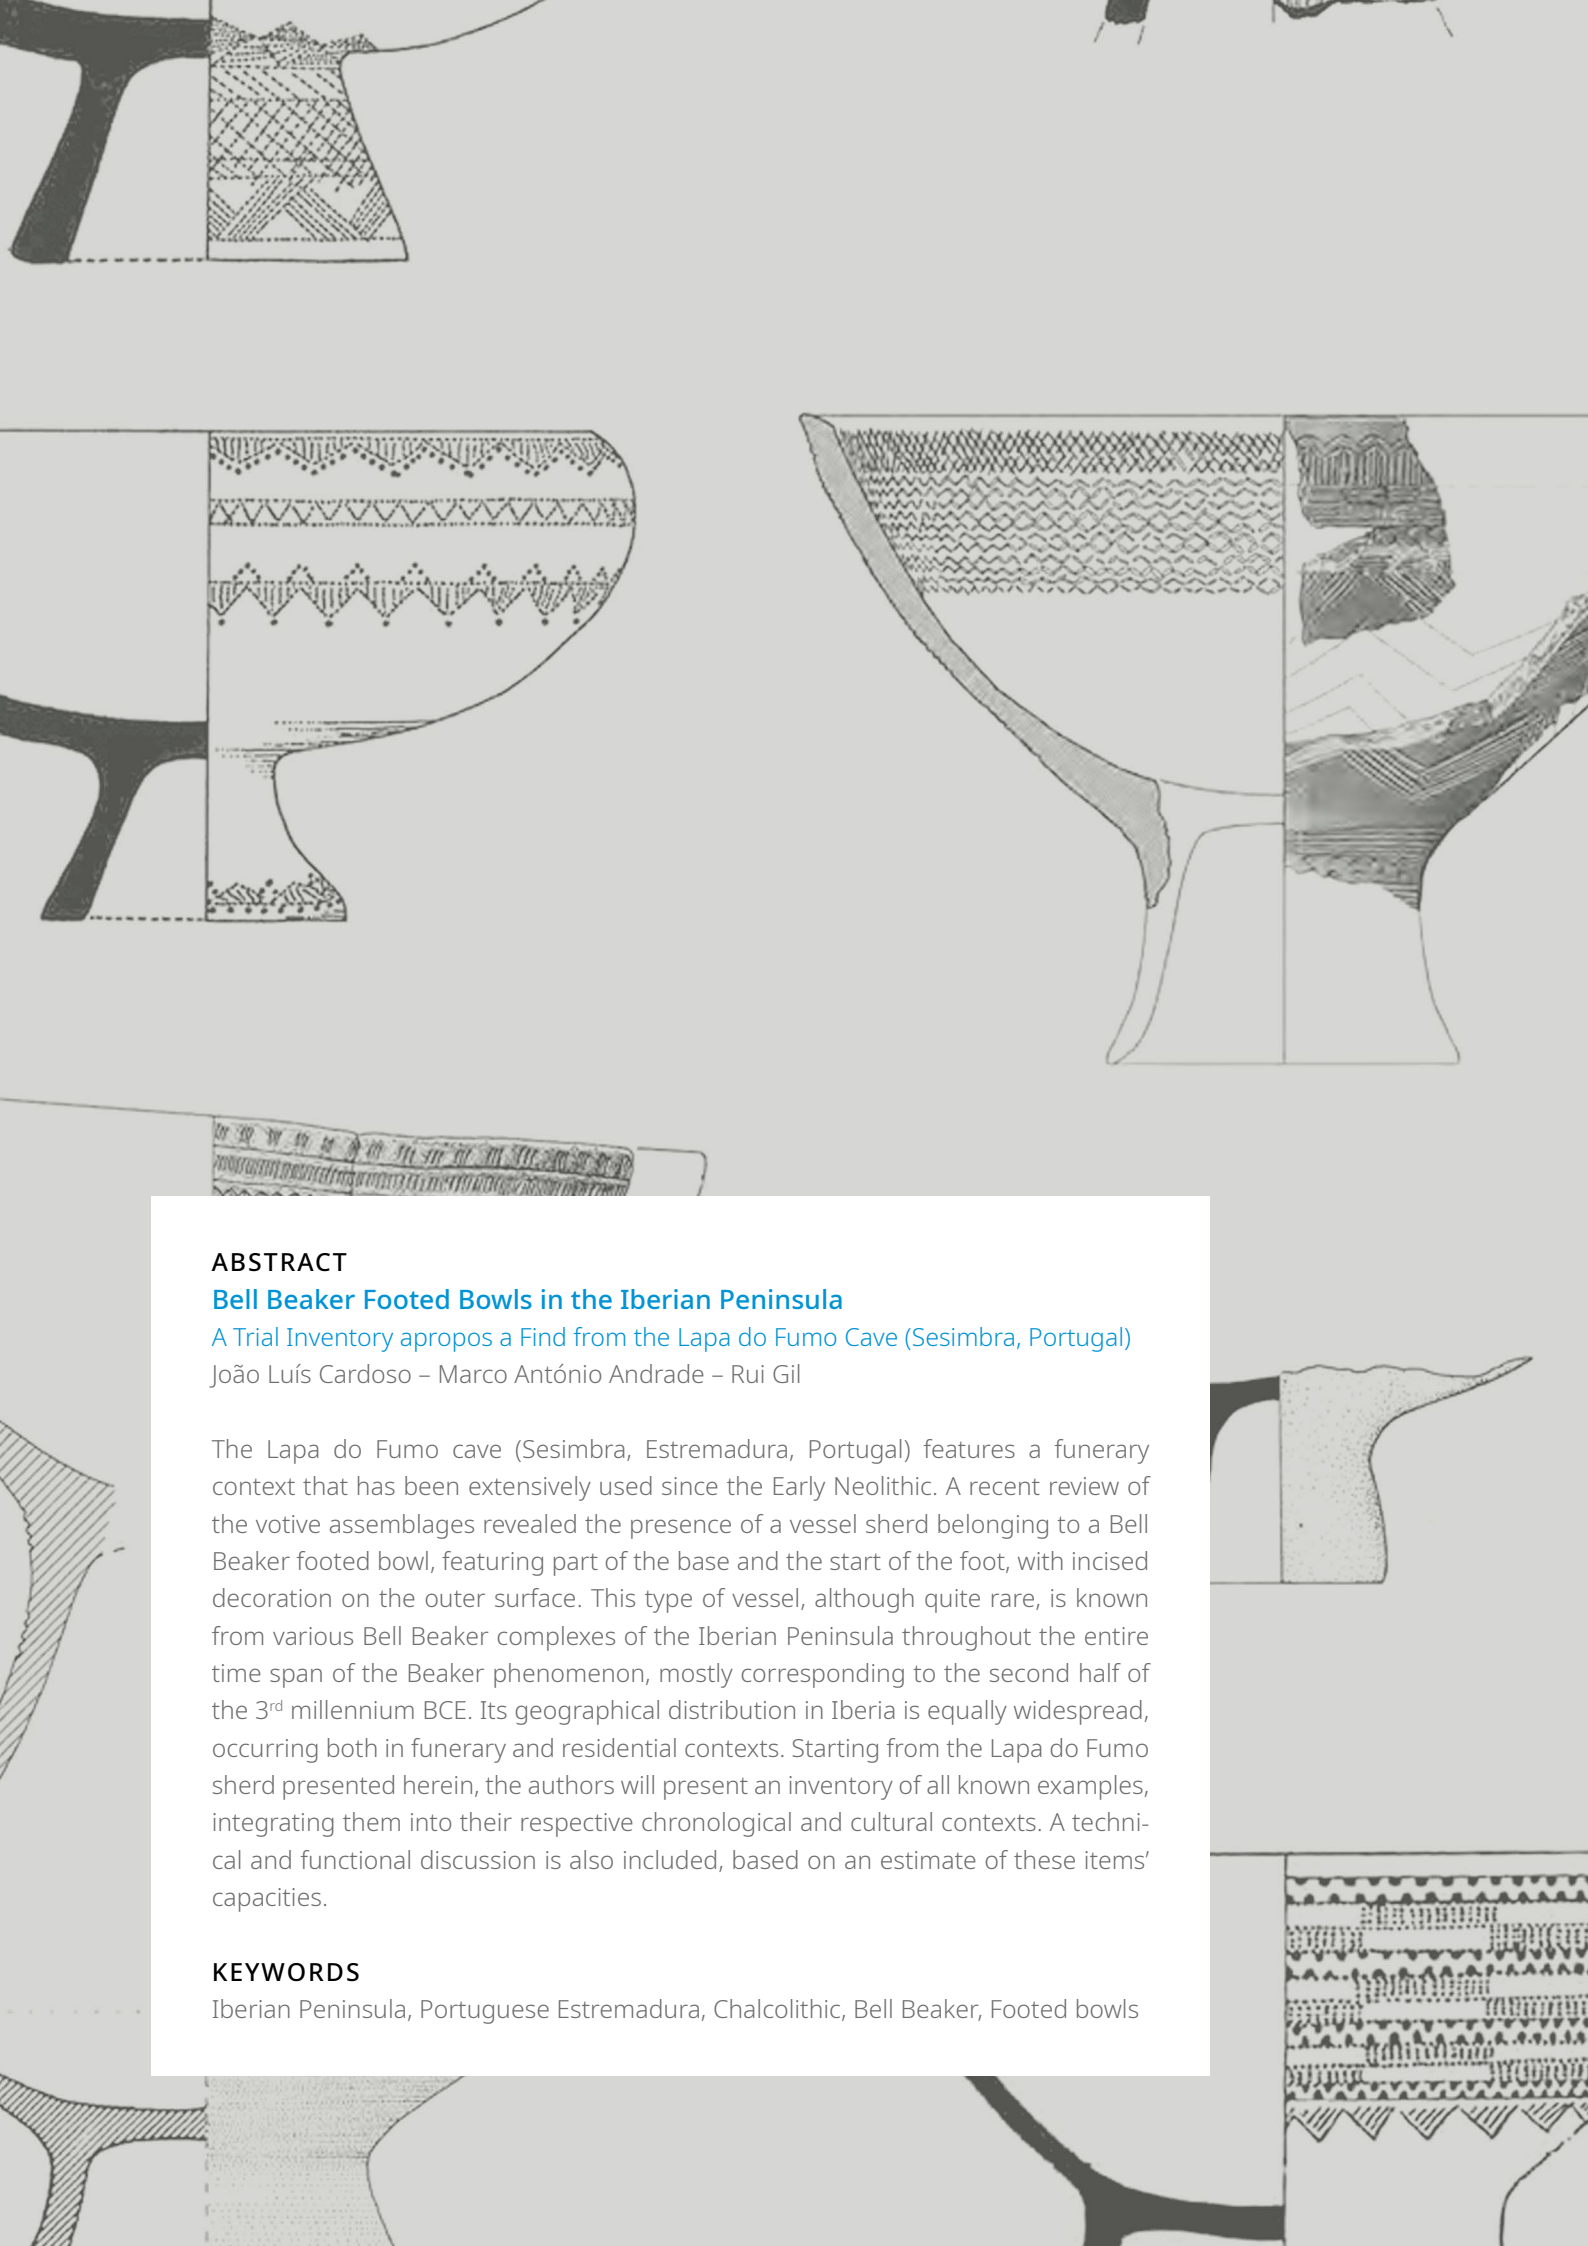 ABSTRACT
Bell Beaker Footed Bowls in the Iberian Peninsula
A Trial Inventory apropos a Find from the Lapa do Fumo Cave (Sesimbra, Portugal)
João Luís Cardoso – Marco António Andrade – Rui Gil
The Lapa do Fumo cave (Sesimbra, Estremadura, Portugal) features a funerary
context that has been extensively used since the Early Neolithic. A recent review of
the votive assemblages revealed the presence of a vessel sherd belonging to a Bell
Beaker footed bowl, featuring part of the base and the start of the foot, with incised
decoration on the outer surface. This type of vessel, although quite rare, is known
from various Bell Beaker complexes of the Iberian Peninsula throughout the entire
time span of the Beaker phenomenon, mostly corresponding to the second half of
the 3rd millennium BCE. Its geographical distribution in Iberia is equally widespread,
occurring both in funerary and residential contexts. Starting from the Lapa do Fumo
sherd presented herein, the authors will present an inventory of all known examples,
integrating them into their respective chronological and cultural contexts. A techni-
cal and functional discussion is also included, based on an estimate of these items’
capacities.
KEYWORDS
Iberian Peninsula, Portuguese Estremadura, Chalcolithic, Bell Beaker, Footed bowls